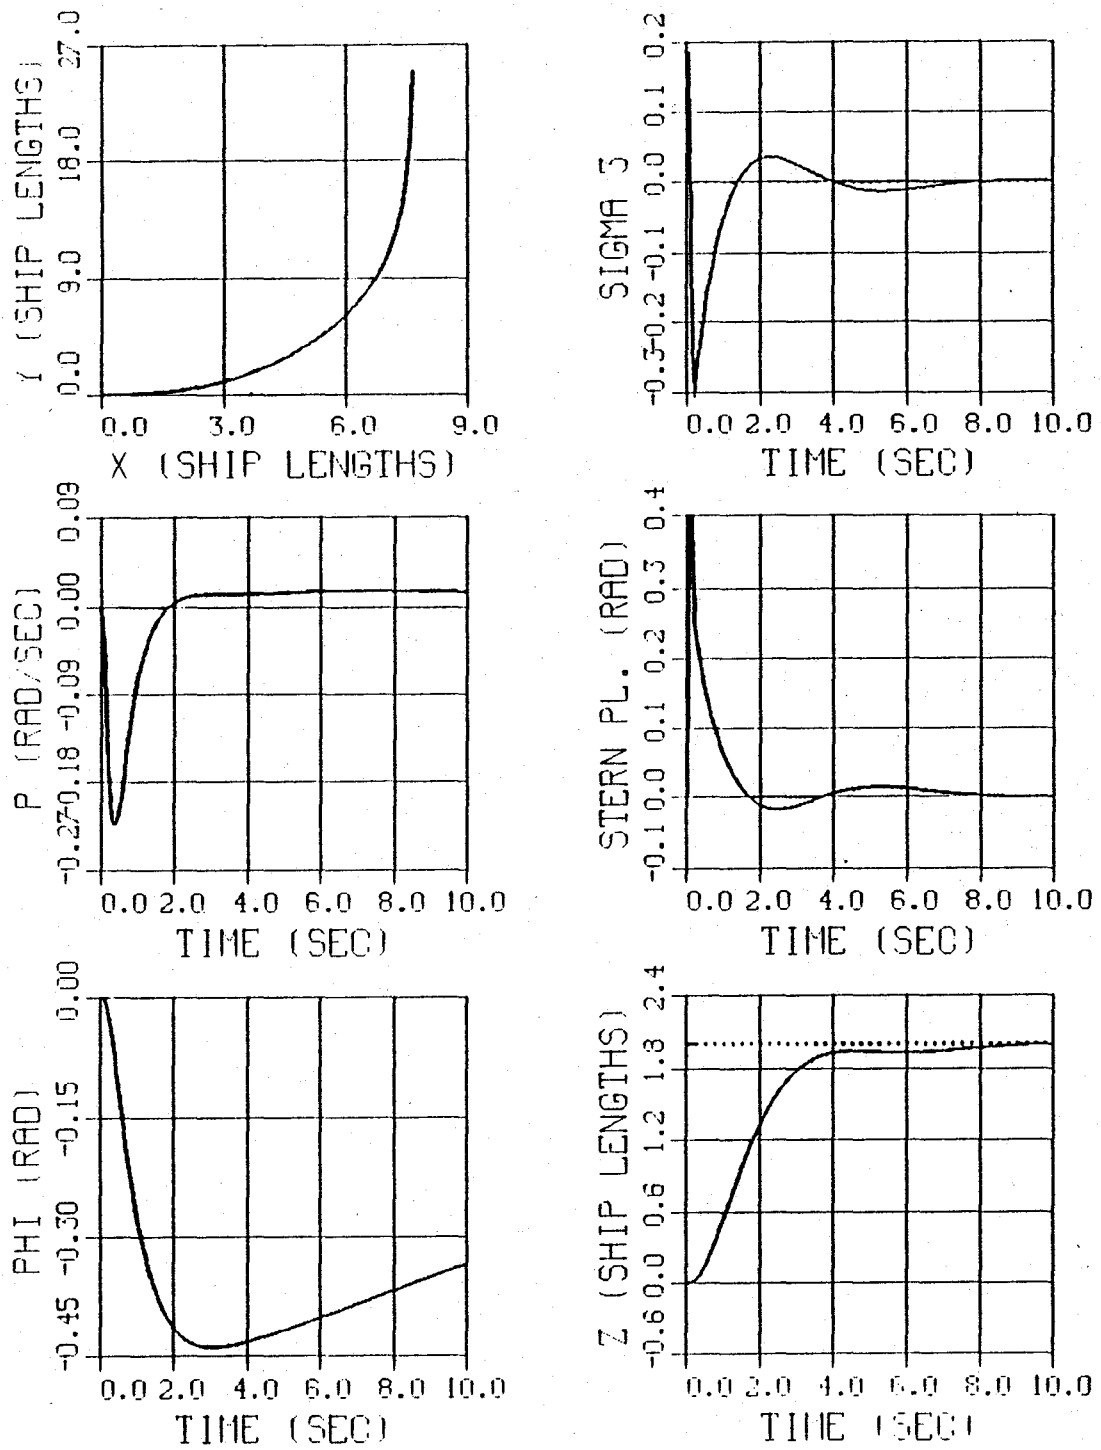 Y (SHIP LENGTHS)
27.0
18.0
9.0
0.0
0.0 3.0 6.0 9.0
X (SHIP LENGTHS)
SIGMA 3
0.2
0.1
0.0
-0.1
-0.2
-0.3
0.0 2.0 4.0 6.0 8.0 10.0
TIME (SEC)
P (RAD/SEC)
0.09
0.00
-0.09
-0.18
-0.27
0.0 2.0 4.0 6.0 8.0 10.0
TIME (SEC)
STERN PL. (RAD)
0.4
0.3
0.2
0.1
0.0
-0.1
0.0 2.0 4.0 6.0 8.0 10.0
TIME (SEC)
PHI (RAD)
0.00
-0.15
-0.30
-0.45
0.0 2.0 4.0 6.0 8.0 10.0
TIME (SEC)
Z (SHIP LENGTHS)
2.4
1.8
1.2
0.6
0.0
-0.6
0.0 2.0 4.0 6.0 8.0 10.0
TIME (SEC)